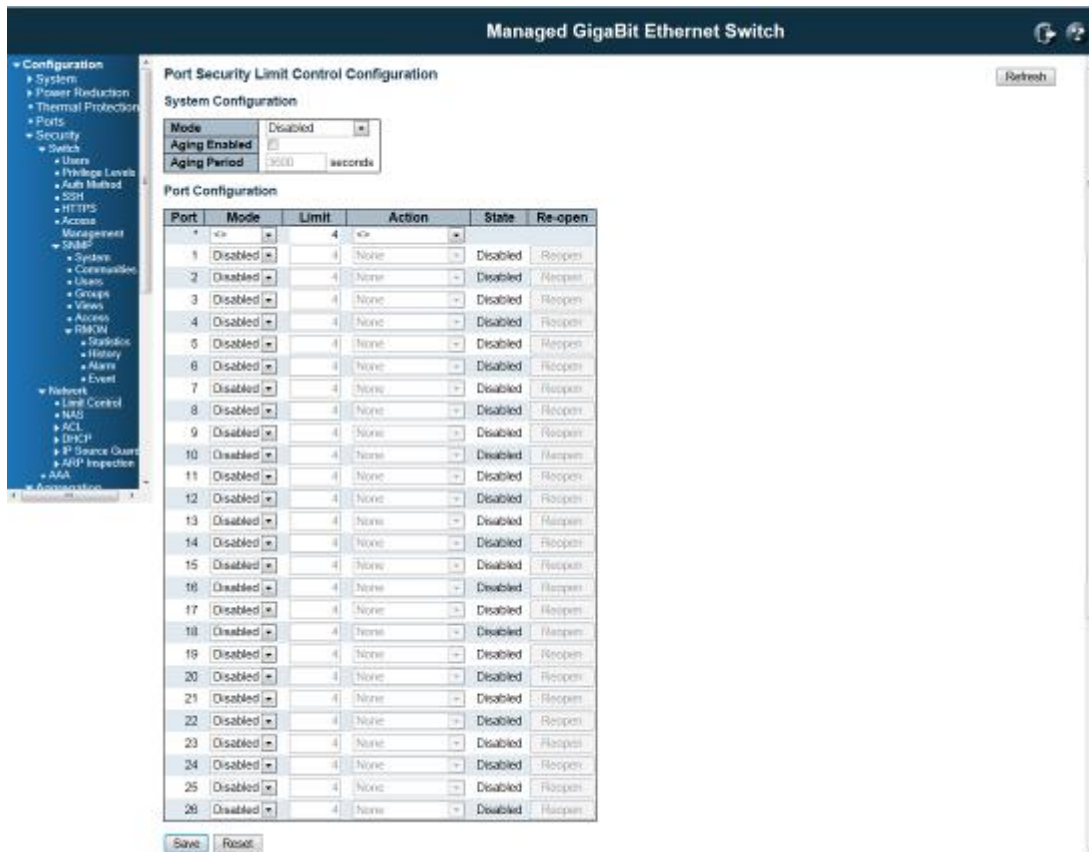 Managed GigaBit Ethernet Switch
Configuration
System
Power Reduction
Thermal Protection
Ports
Security
Switch
Users
Privilege Levels
Auth Method
SSH
HTTPS
Access
Management
SNMP
System
Communities
Users
Groups
Views
Access
RMON
Statistics
History
Alarm
Event
Network
Limit Control
NAS
ACL
DHCP
IP Source Guard
ARP Inspection
AAA
Aggregation
Port Security Limit Control Configuration
Refresh
System Configuration
Mode Disabled
Aging Enabled
Aging Period 3600 seconds
Port Configuration
Port Mode Limit Action State Re-open
* <> 4 <>
1 Disabled 4 None Disabled Reopen
2 Disabled 4 None Disabled Reopen
3 Disabled 4 None Disabled Reopen
4 Disabled 4 None Disabled Reopen
5 Disabled 4 None Disabled Reopen
6 Disabled 4 None Disabled Reopen
7 Disabled 4 None Disabled Reopen
8 Disabled 4 None Disabled Reopen
9 Disabled 4 None Disabled Reopen
10 Disabled 4 None Disabled Reopen
11 Disabled 4 None Disabled Reopen
12 Disabled 4 None Disabled Reopen
13 Disabled 4 None Disabled Reopen
14 Disabled 4 None Disabled Reopen
15 Disabled 4 None Disabled Reopen
16 Disabled 4 None Disabled Reopen
17 Disabled 4 None Disabled Reopen
18 Disabled 4 None Disabled Reopen
19 Disabled 4 None Disabled Reopen
20 Disabled 4 None Disabled Reopen
21 Disabled 4 None Disabled Reopen
22 Disabled 4 None Disabled Reopen
23 Disabled 4 None Disabled Reopen
24 Disabled 4 None Disabled Reopen
25 Disabled 4 None Disabled Reopen
26 Disabled 4 None Disabled Reopen
Save Reset